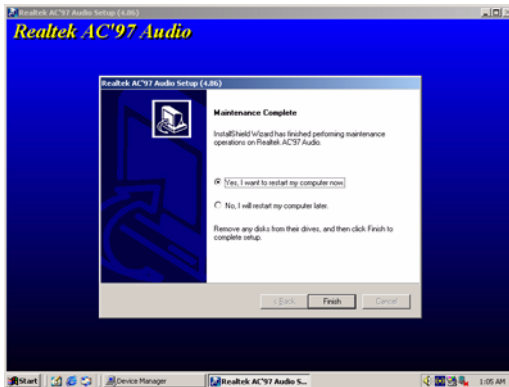 Realtek AC'97 Audio Setup (4.86)
Realtek AC'97 Audio
Realtek AC'97 Audio Setup (4.86)
Maintenance Complete
InstallShield Wizard has finished performing maintenance
operations on Realtek AC'97 Audio.
Yes, I want to restart my computer now.
No, I will restart my computer later.
Remove any disks from their drives, and then click Finish to
complete setup.
< Back
Finish
Cancel
Start
Device Manager
Realtek AC'97 Audio S...
1:05 AM